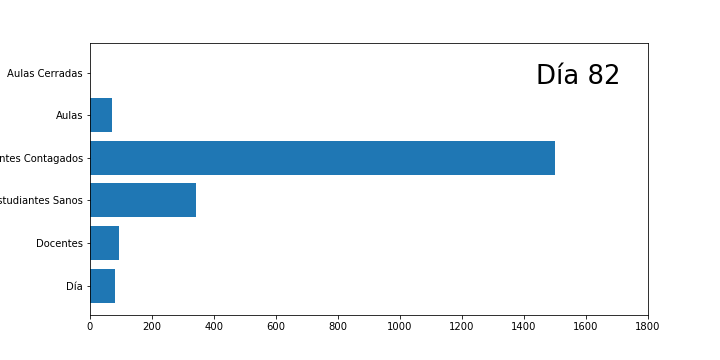 Día 82
Aulas Cerradas
Aulas
ntes Contagados
studiantes Sanos
Docentes
Día
0 200 400 600 800 1000 1200 1400 1600 1800